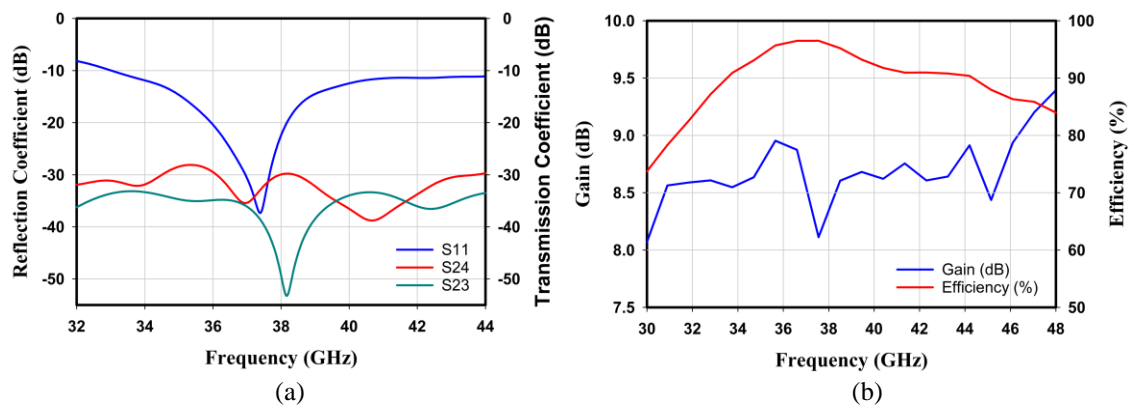 0
-10
-20
-30
-40
-50
0
-10
-20
-30
-40
-50
32 34 36 38 40 42 44
Reflection Coefficient (dB)
Transmission Coefficient (dB)
S11
S24
S23
Frequency (GHz)
(a)
10.0
9.5
9.0
8.5
8.0
7.5
100
90
80
70
60
50
30 32 34 36 38 40 42 44 46 48
Gain (dB)
Efficiency (%)
Gain (dB)
Efficiency (%)
Frequency (GHz)
(b)